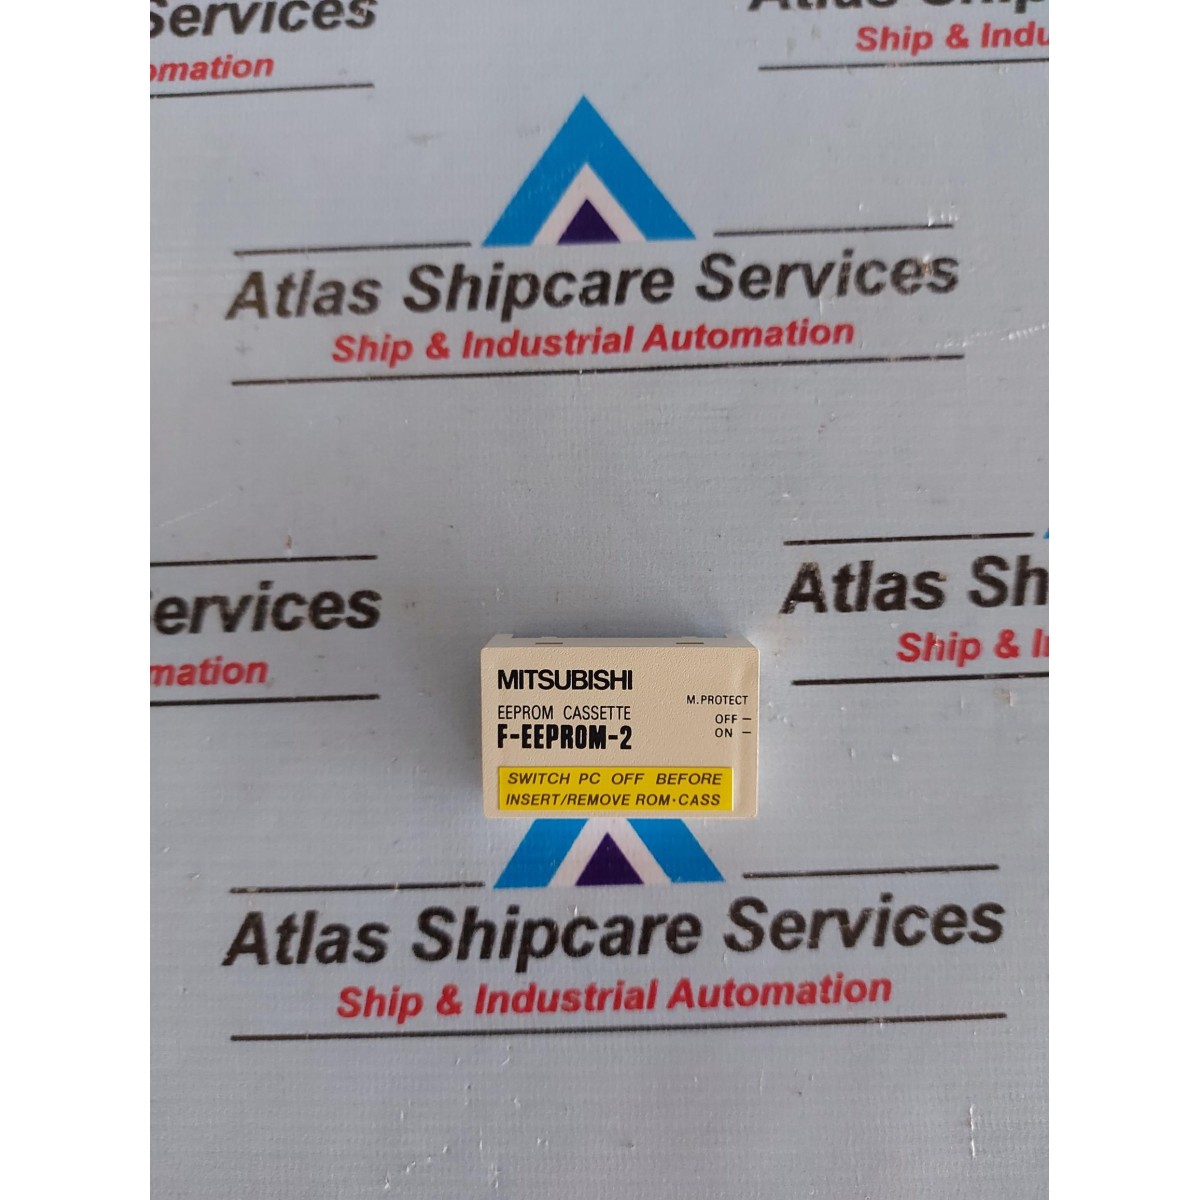 Services
omation
Ship & Indu
Atlas Shipcare Services
Ship & Industrial Automation
ervices
mation
Atlas Sh
Ship & I
MITSUBISHI
EEPROM CASSETTE
F-EEPROM-2
M.PROTECT
OFF –
ON –
SWITCH PC OFF BEFORE
INSERT/REMOVE ROM·CASS
Atlas Shipcare Services
Ship & Industrial Automation